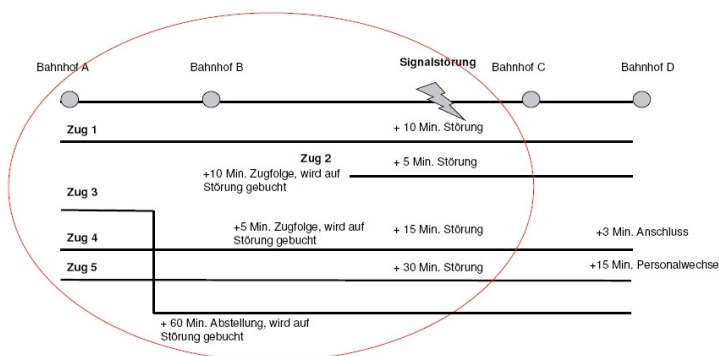 Signalstörung
Bahnhof A
Bahnhof B
Bahnhof C
Bahnhof D
Zug 1
+ 10 Min. Störung
Zug 2
+ 5 Min. Störung
+10 Min. Zugfolge, wird auf
Störung gebucht
Zug 3
+5 Min. Zugfolge, wird auf
Störung gebucht
+ 15 Min. Störung
+3 Min. Anschluss
Zug 4
Zug 5
+ 30 Min. Störung
+15 Min. Personalwechse
+ 60 Min. Abstellung, wird auf
Störung gebucht